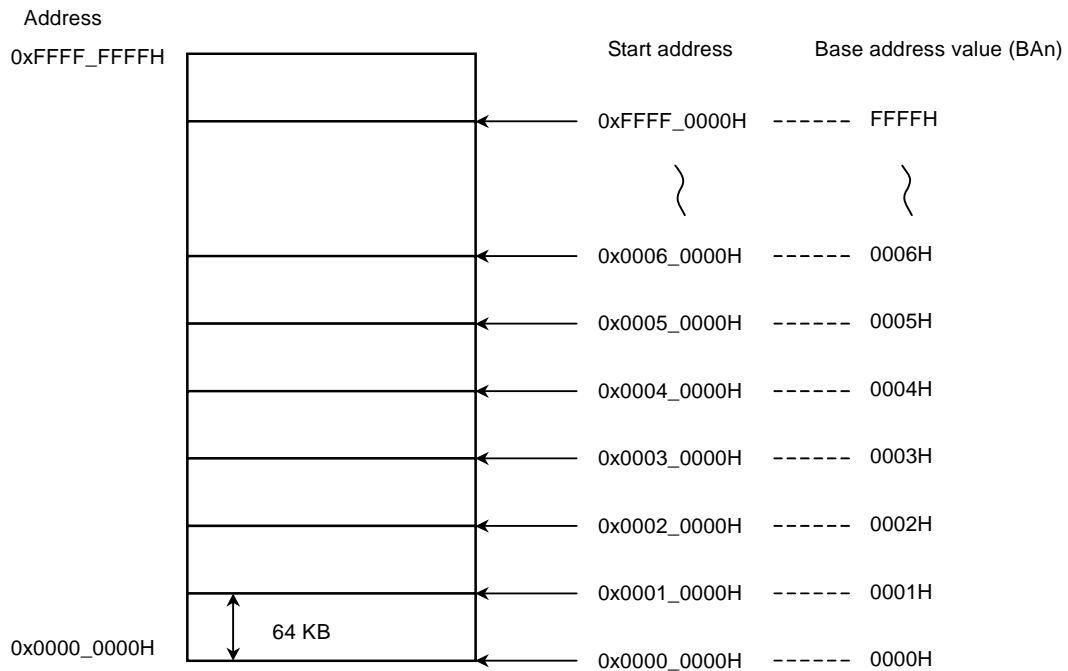 Address
0xFFFF_FFFFH
Start address Base address value (BAn)
0xFFFF_0000H FFFFH
0x0006_0000H 0006H
0x0005_0000H 0005H
0x0004_0000H 0004H
0x0003_0000H 0003H
0x0002_0000H 0002H
0x0001_0000H 0001H
64 KB
0x0000_0000H
0x0000_0000H 0000H